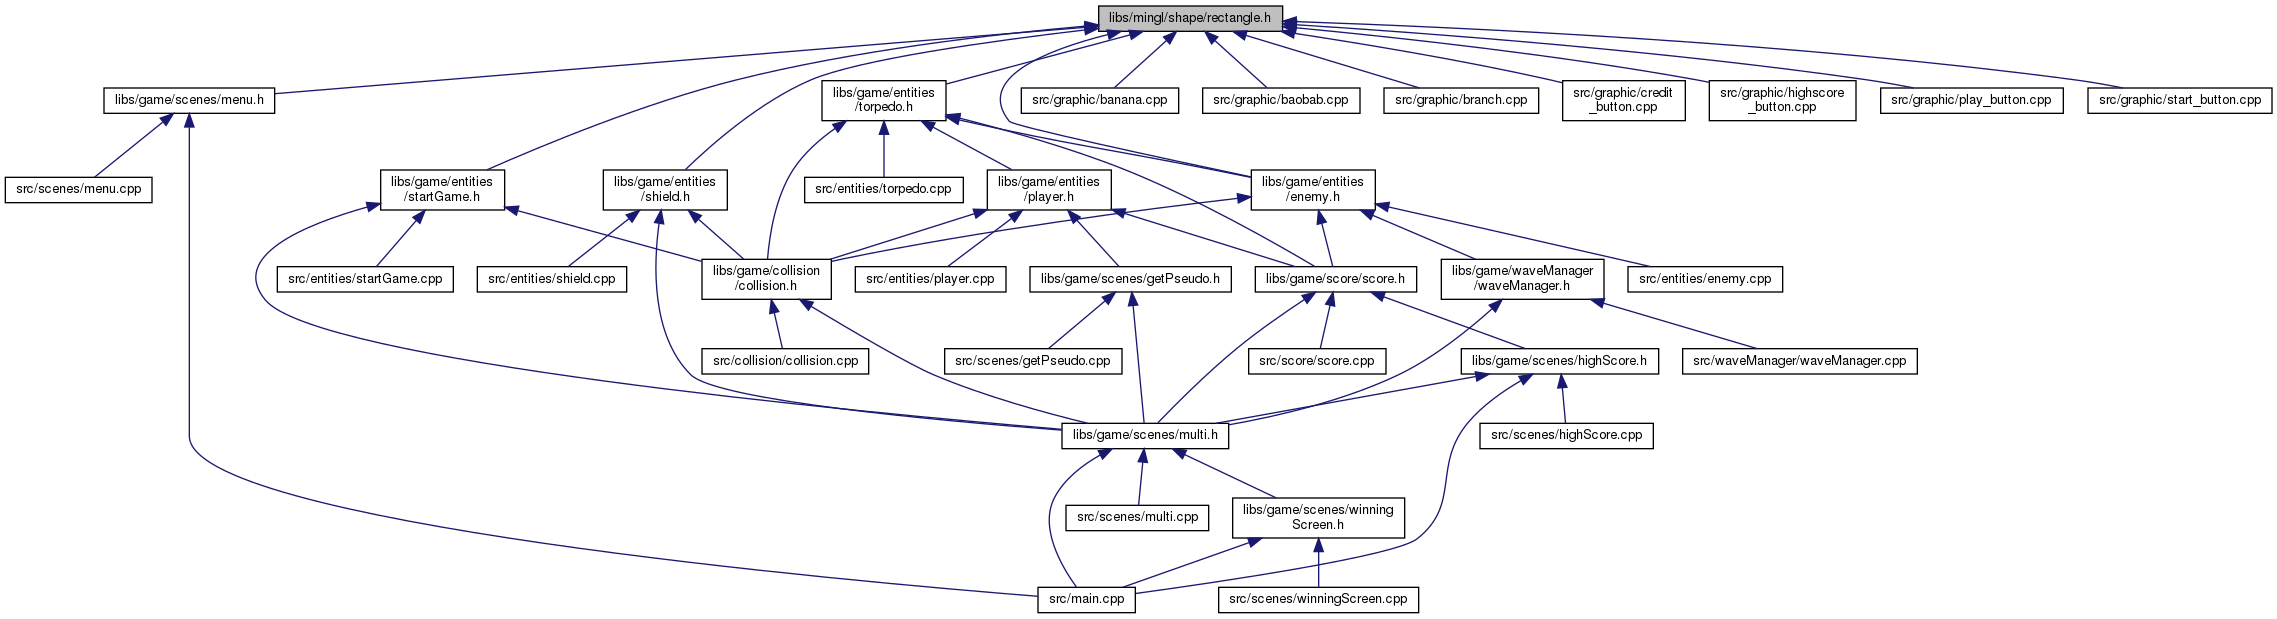 libs/mingl/shape/rectangle.h
libs/game/scenes/menu.h
libs/game/entities
/torpedo.h
src/graphic/banana.cpp
src/graphic/baobab.cpp
src/graphic/branch.cpp
src/graphic/credit
_button.cpp
src/graphic/highscore
_button.cpp
src/graphic/play_button.cpp
src/graphic/start_button.cpp
src/scenes/menu.cpp
libs/game/entities
/startGame.h
libs/game/entities
/shield.h
src/entities/torpedo.cpp
libs/game/entities
/player.h
libs/game/entities
/enemy.h
src/entities/startGame.cpp
src/entities/shield.cpp
libs/game/collision
/collision.h
src/entities/player.cpp
libs/game/scenes/getPseudo.h
libs/game/score/score.h
libs/game/waveManager
/waveManager.h
src/entities/enemy.cpp
src/collision/collision.cpp
src/scenes/getPseudo.cpp
src/score/score.cpp
libs/game/scenes/highScore.h
src/waveManager/waveManager.cpp
libs/game/scenes/multi.h
src/scenes/highScore.cpp
src/scenes/multi.cpp
libs/game/scenes/winning
Screen.h
src/main.cpp
src/scenes/winningScreen.cpp